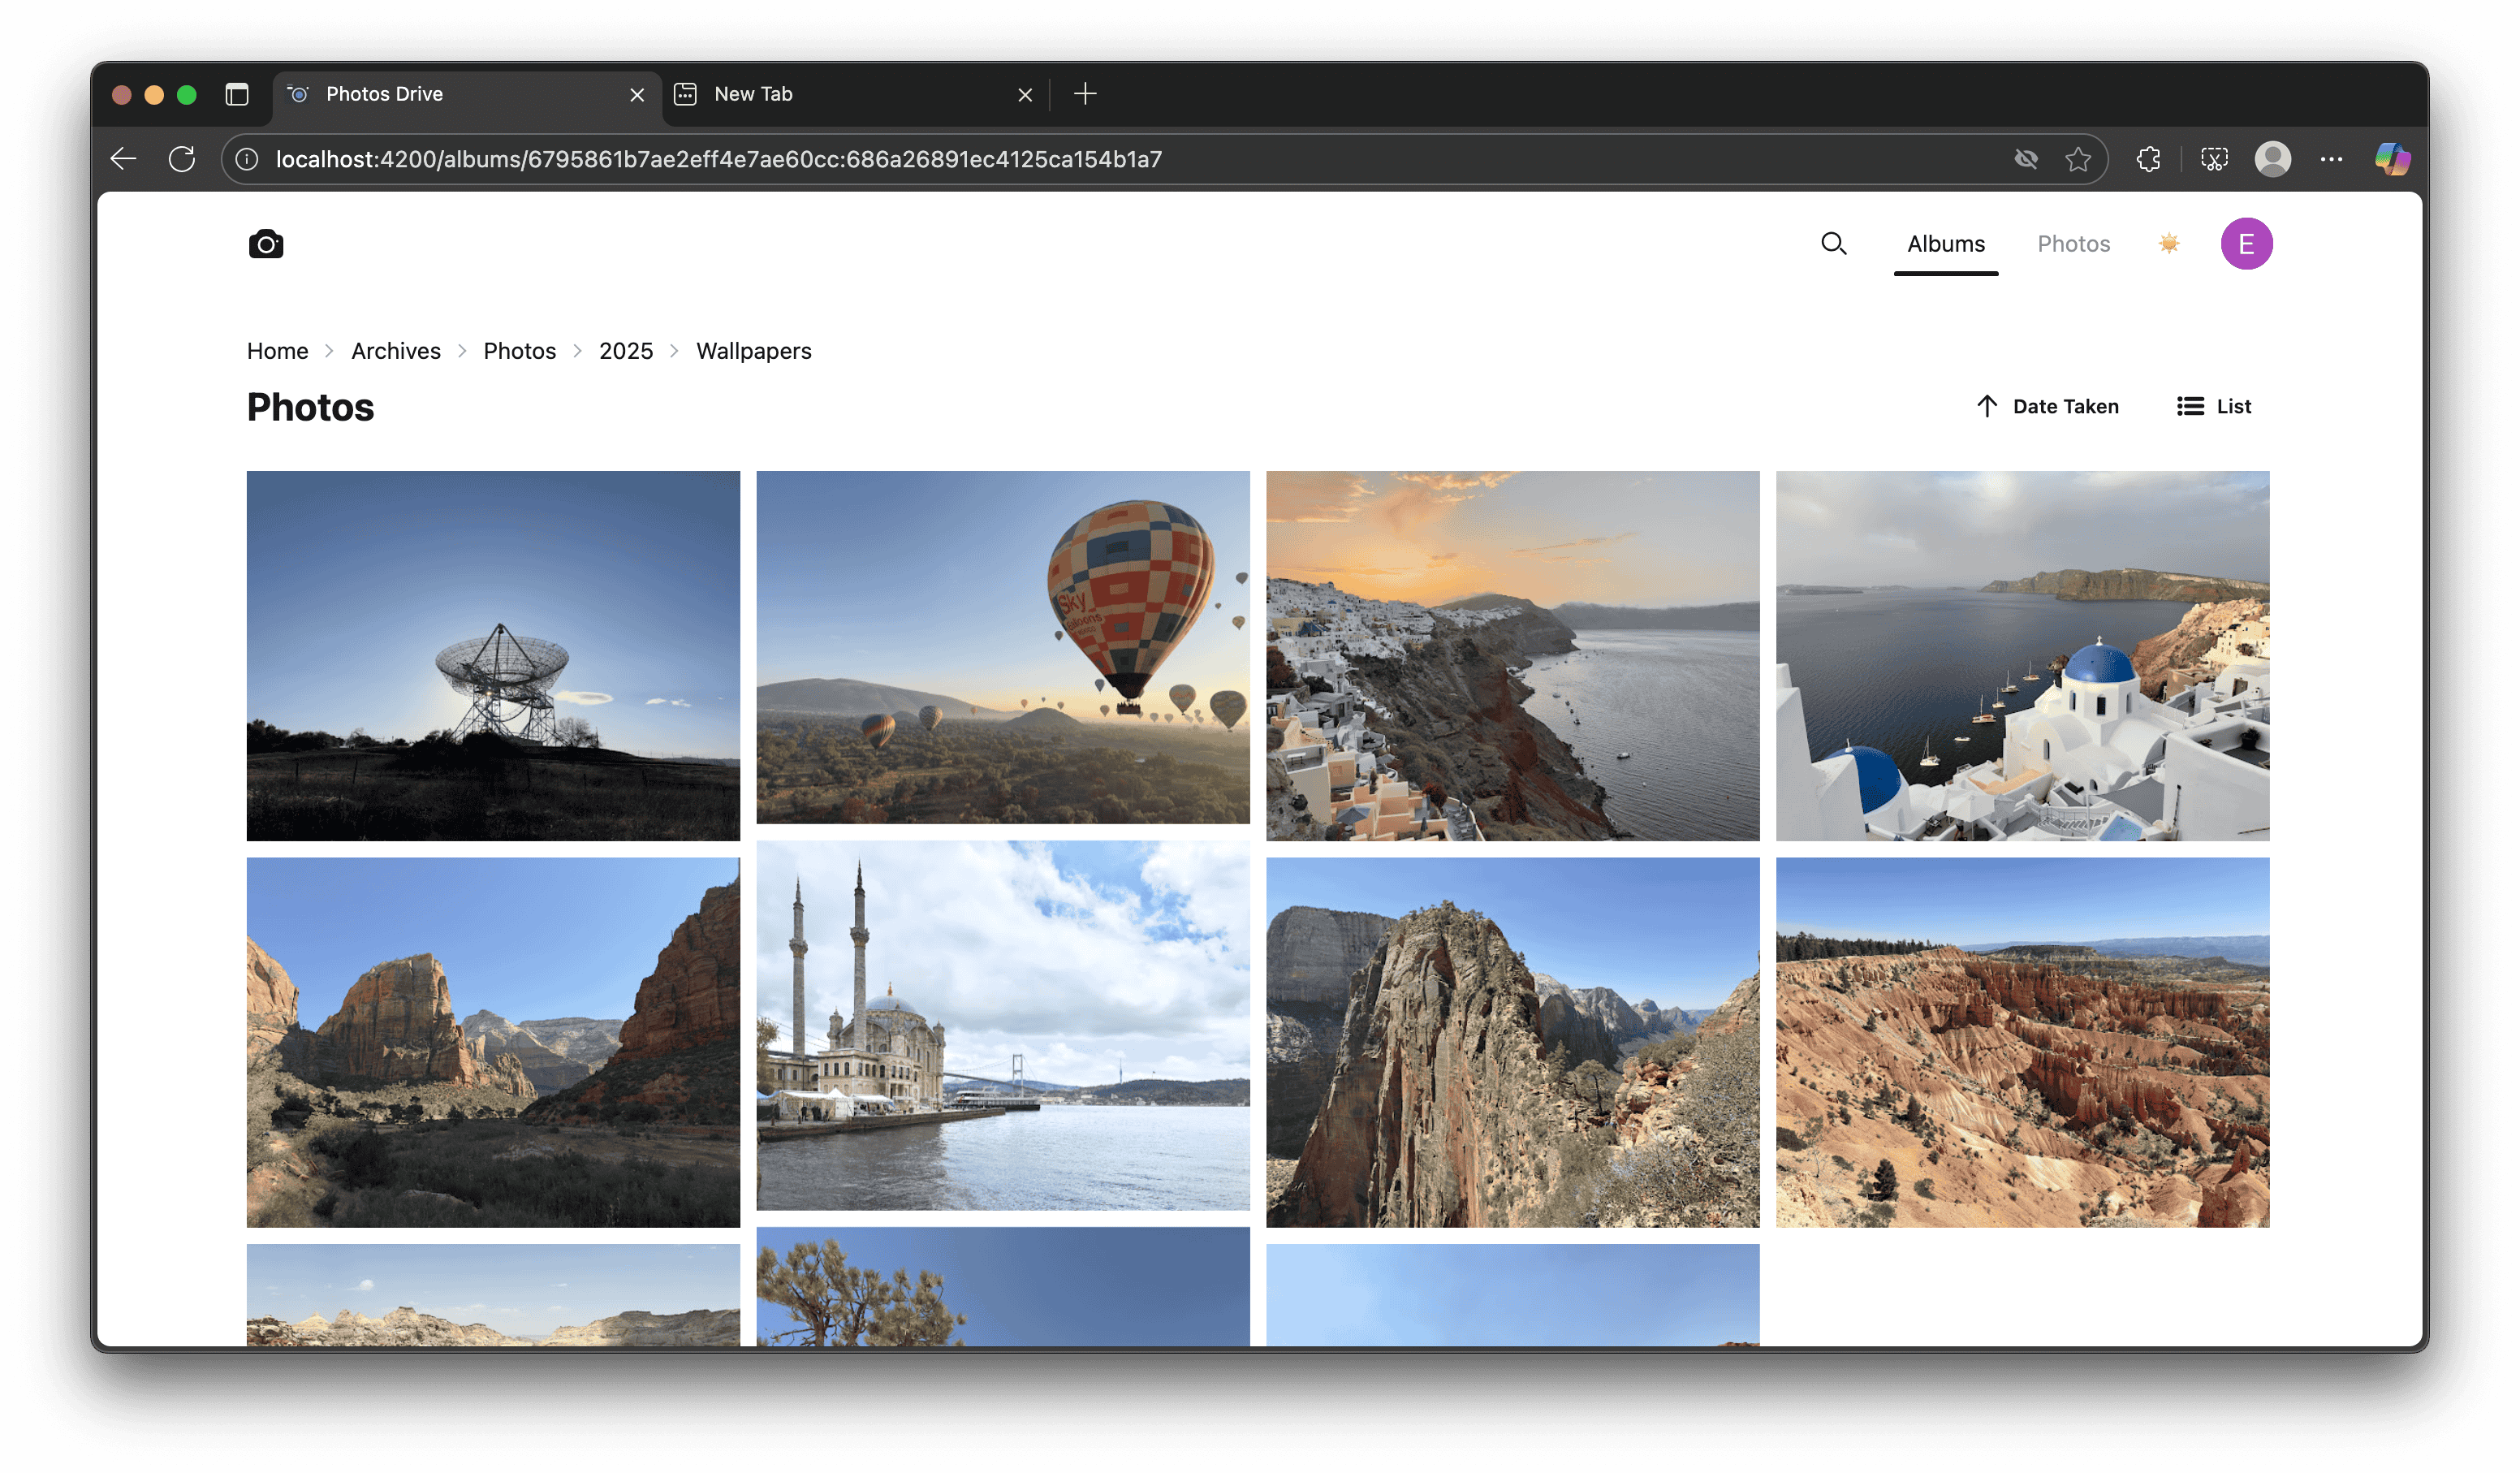 Photos Drive
New Tab
localhost:4200/albums/6795861b7ae2eff4e7ae60cc:686a26891ec4125ca154b1a7
Albums
Photos
E
Home
Archives
Photos
2025
Wallpapers
Photos
Date Taken
List
Sky
Balloons